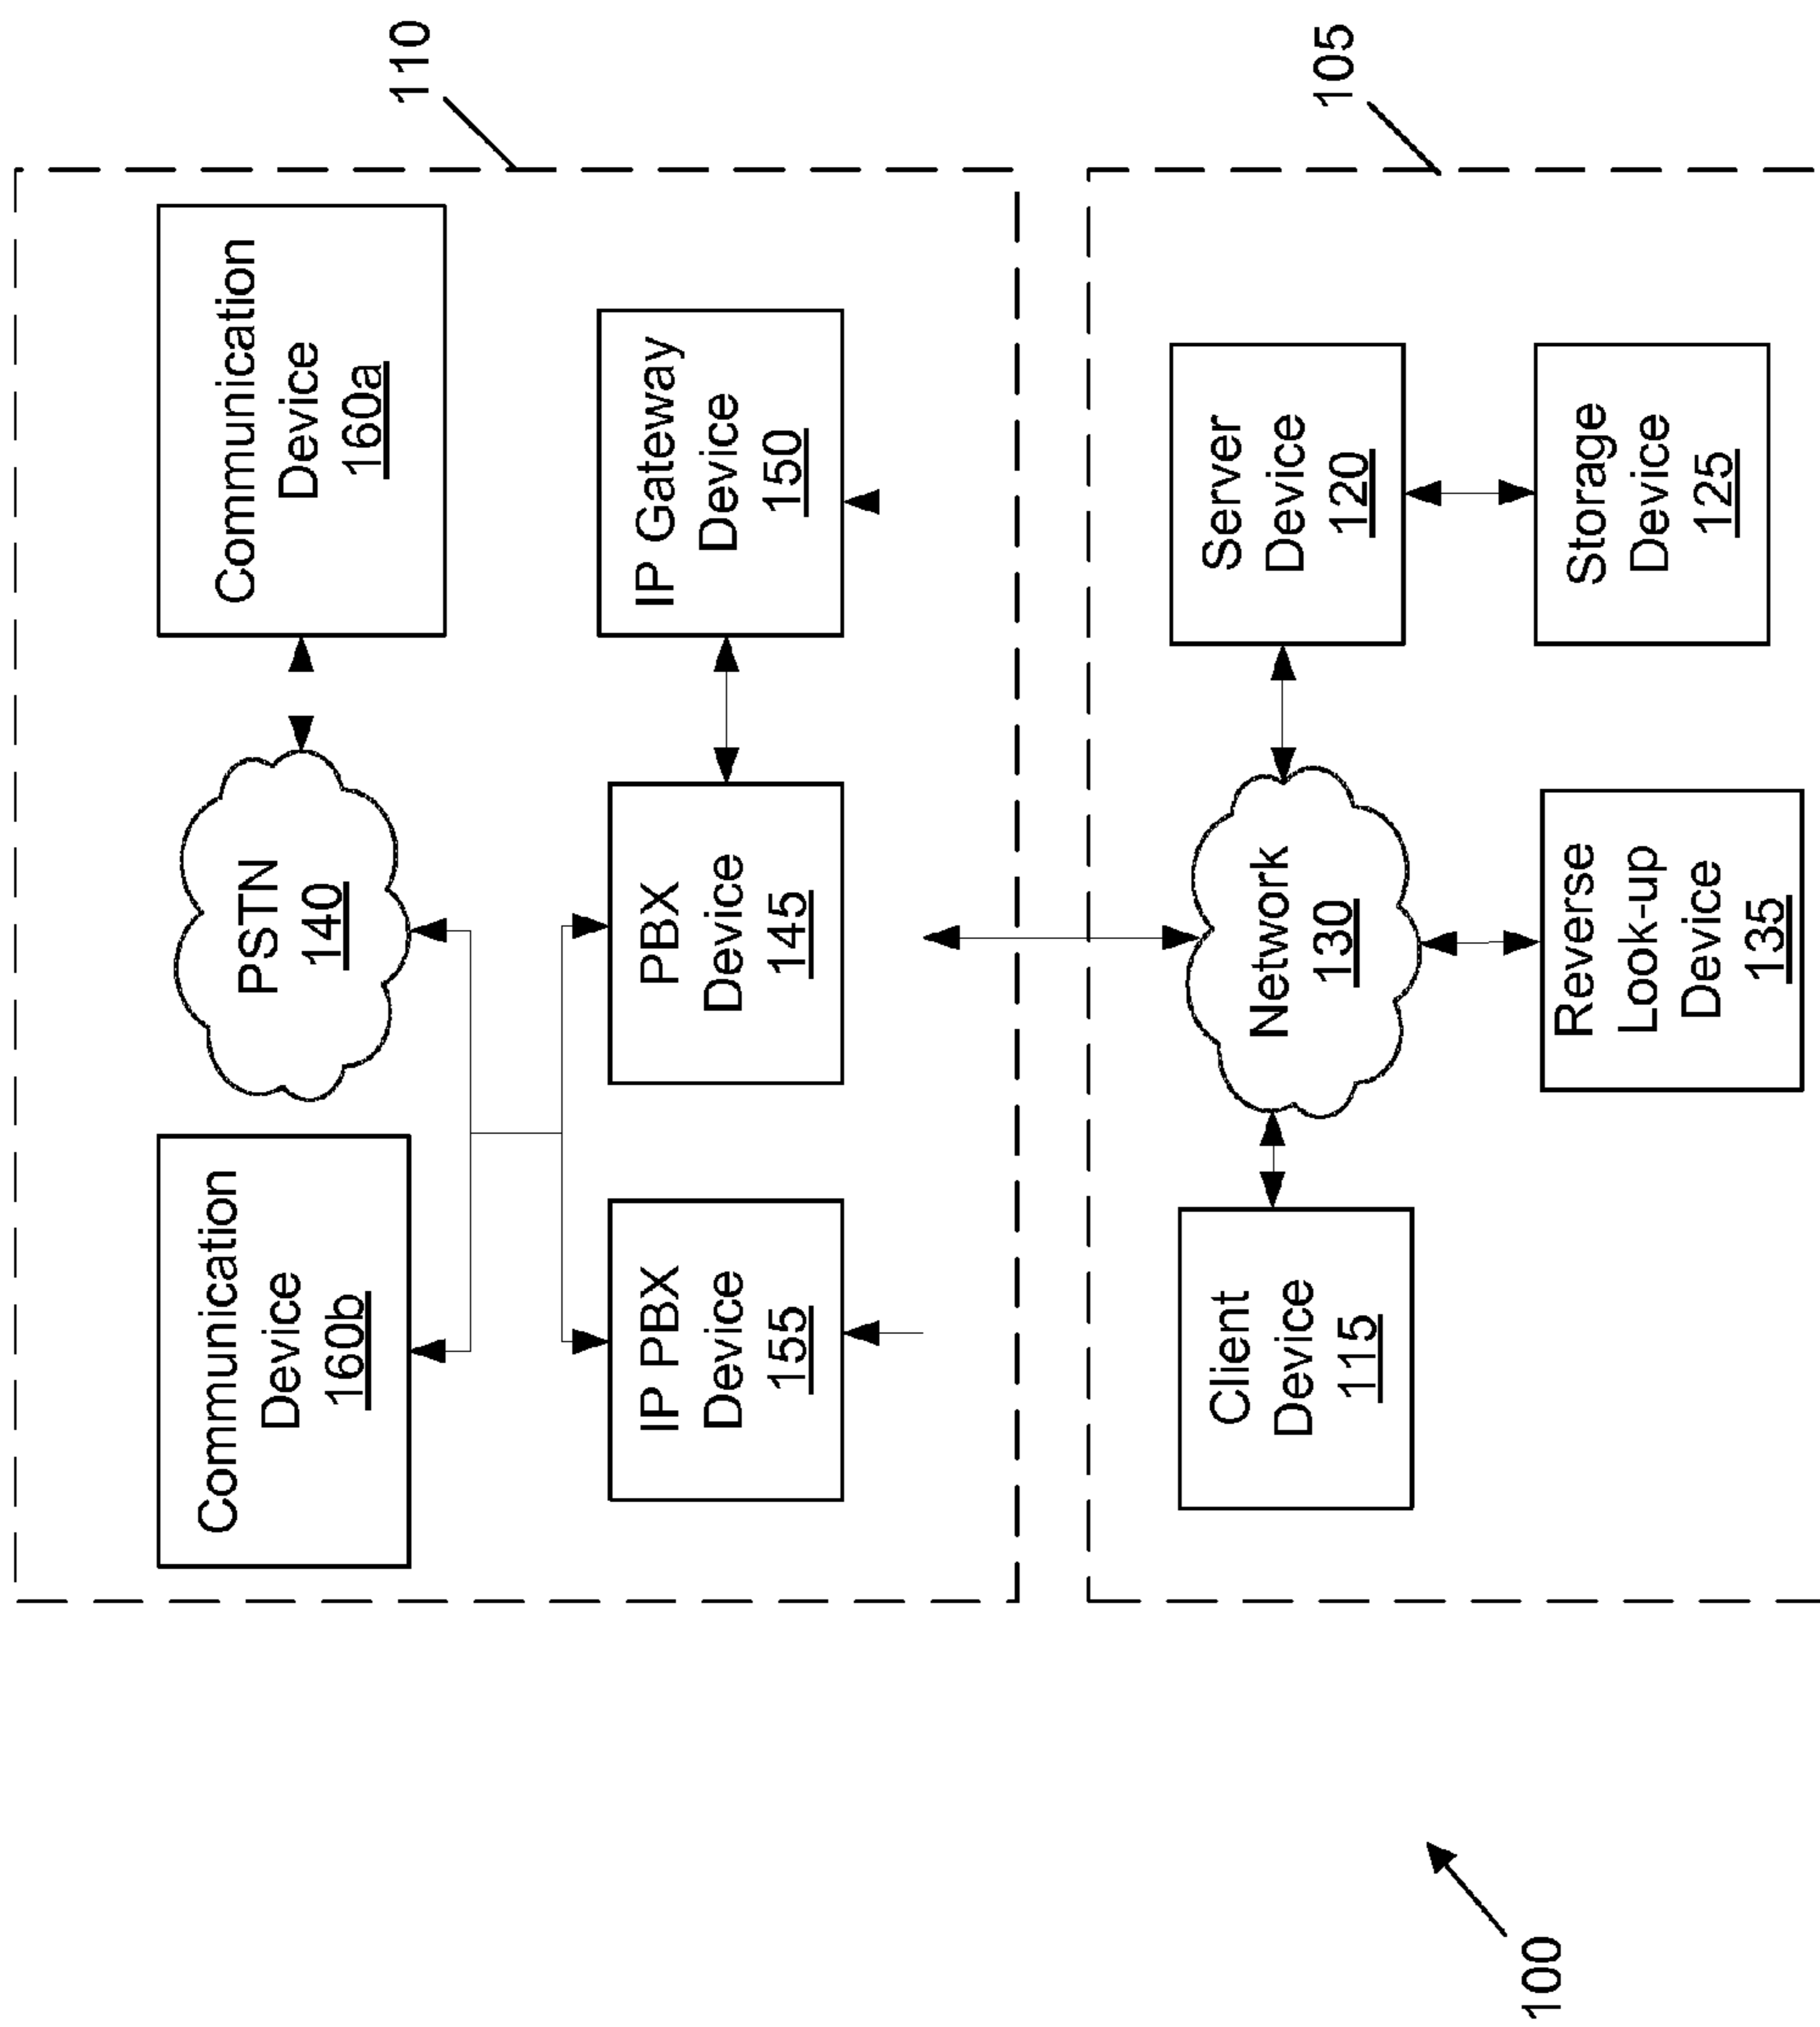 110
Communication
Device
160b
PSTN
140
Communication
Device
160a
IP PBX
Device
155
PBX
Device
145
IP Gateway
Device
150
105
Client
Device
115
Network
130
Server
Device
120
Reverse
Look-up
Device
135
Storage
Device
125
100